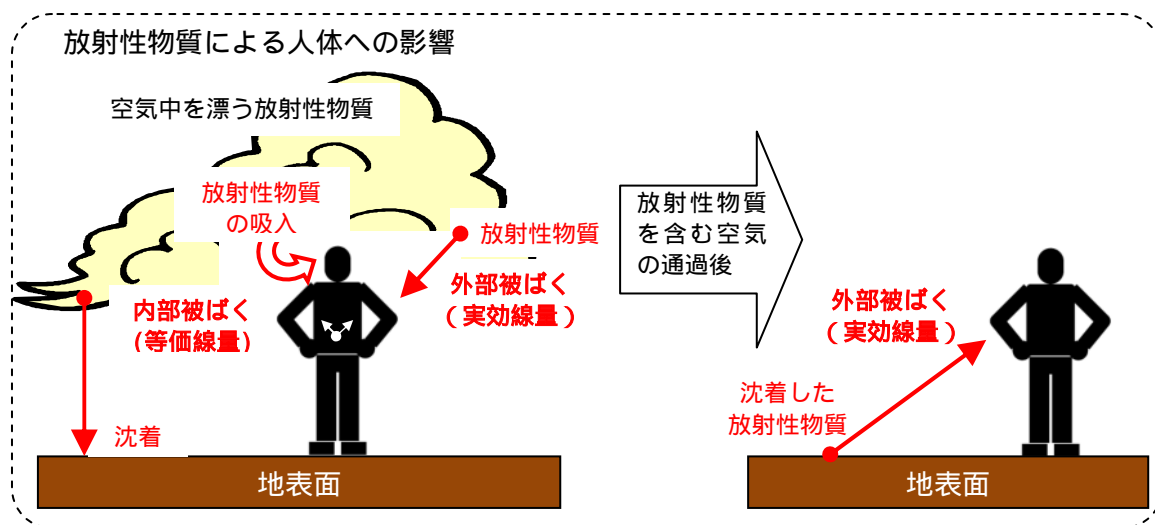 放射性物質による人体への影響
空気中を漂う放射性物質
放射性物質
の吸入
放射性物質
外部被ばく
(実効線量)
内部被ばく
(等価線量)
沈着
地表面
放射性物質
を含む空気
の通過後
外部被ばく
(実効線量)
沈着した
放射性物質
地表面